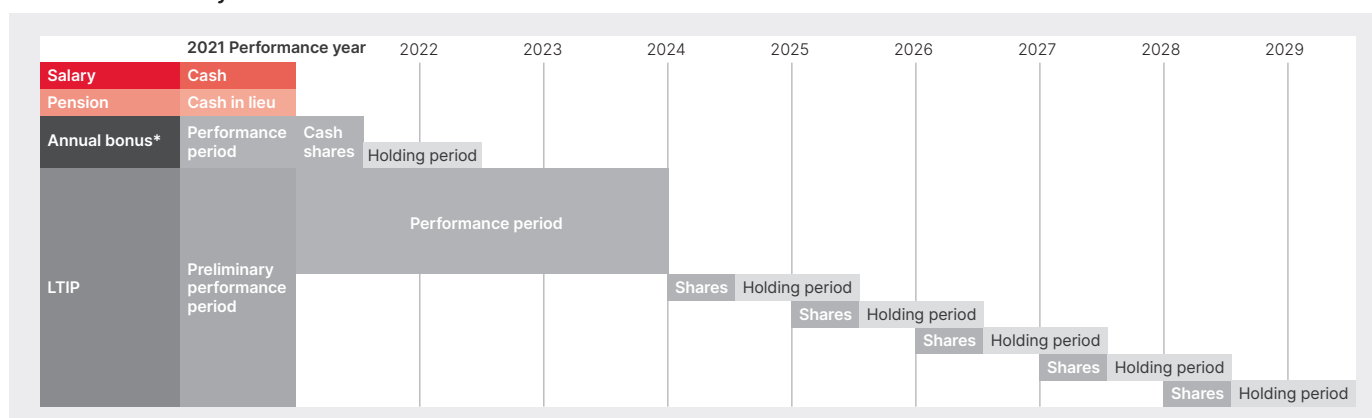 2021 Performance year 2022 2023 2024 2025 2026 2027 2028 2029
Salary Cash
Pension Cash in lieu
Annual bonus* Performance period Cash shares Holding period
Performance period
LTIP Preliminary performance period
Shares Holding period
Shares Holding period
Shares Holding period
Shares Holding period
Shares Holding period